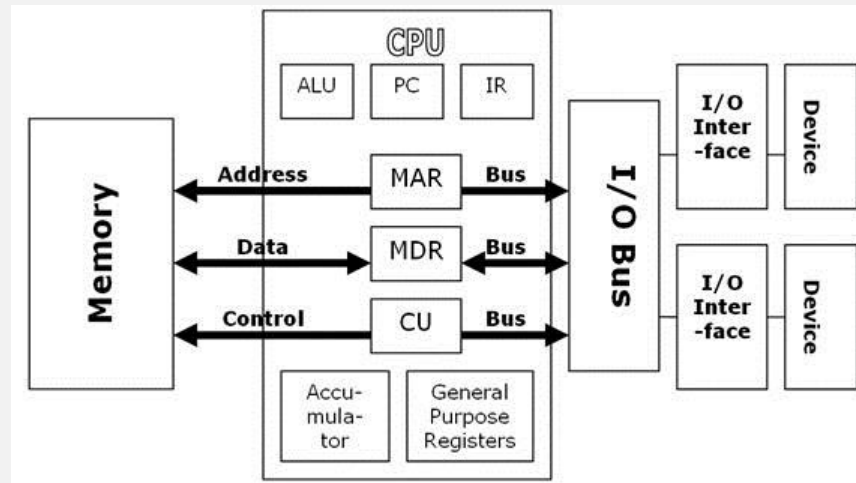 CPU
ALU
PC
IR
Memory
Address
MAR
Bus
Data
MDR
Bus
Control
CU
Bus
Accu-
mula-
tor
General
Purpose
Registers
I/O Bus
I/O
Inter
-face
Device
I/O
Inter
-face
Device